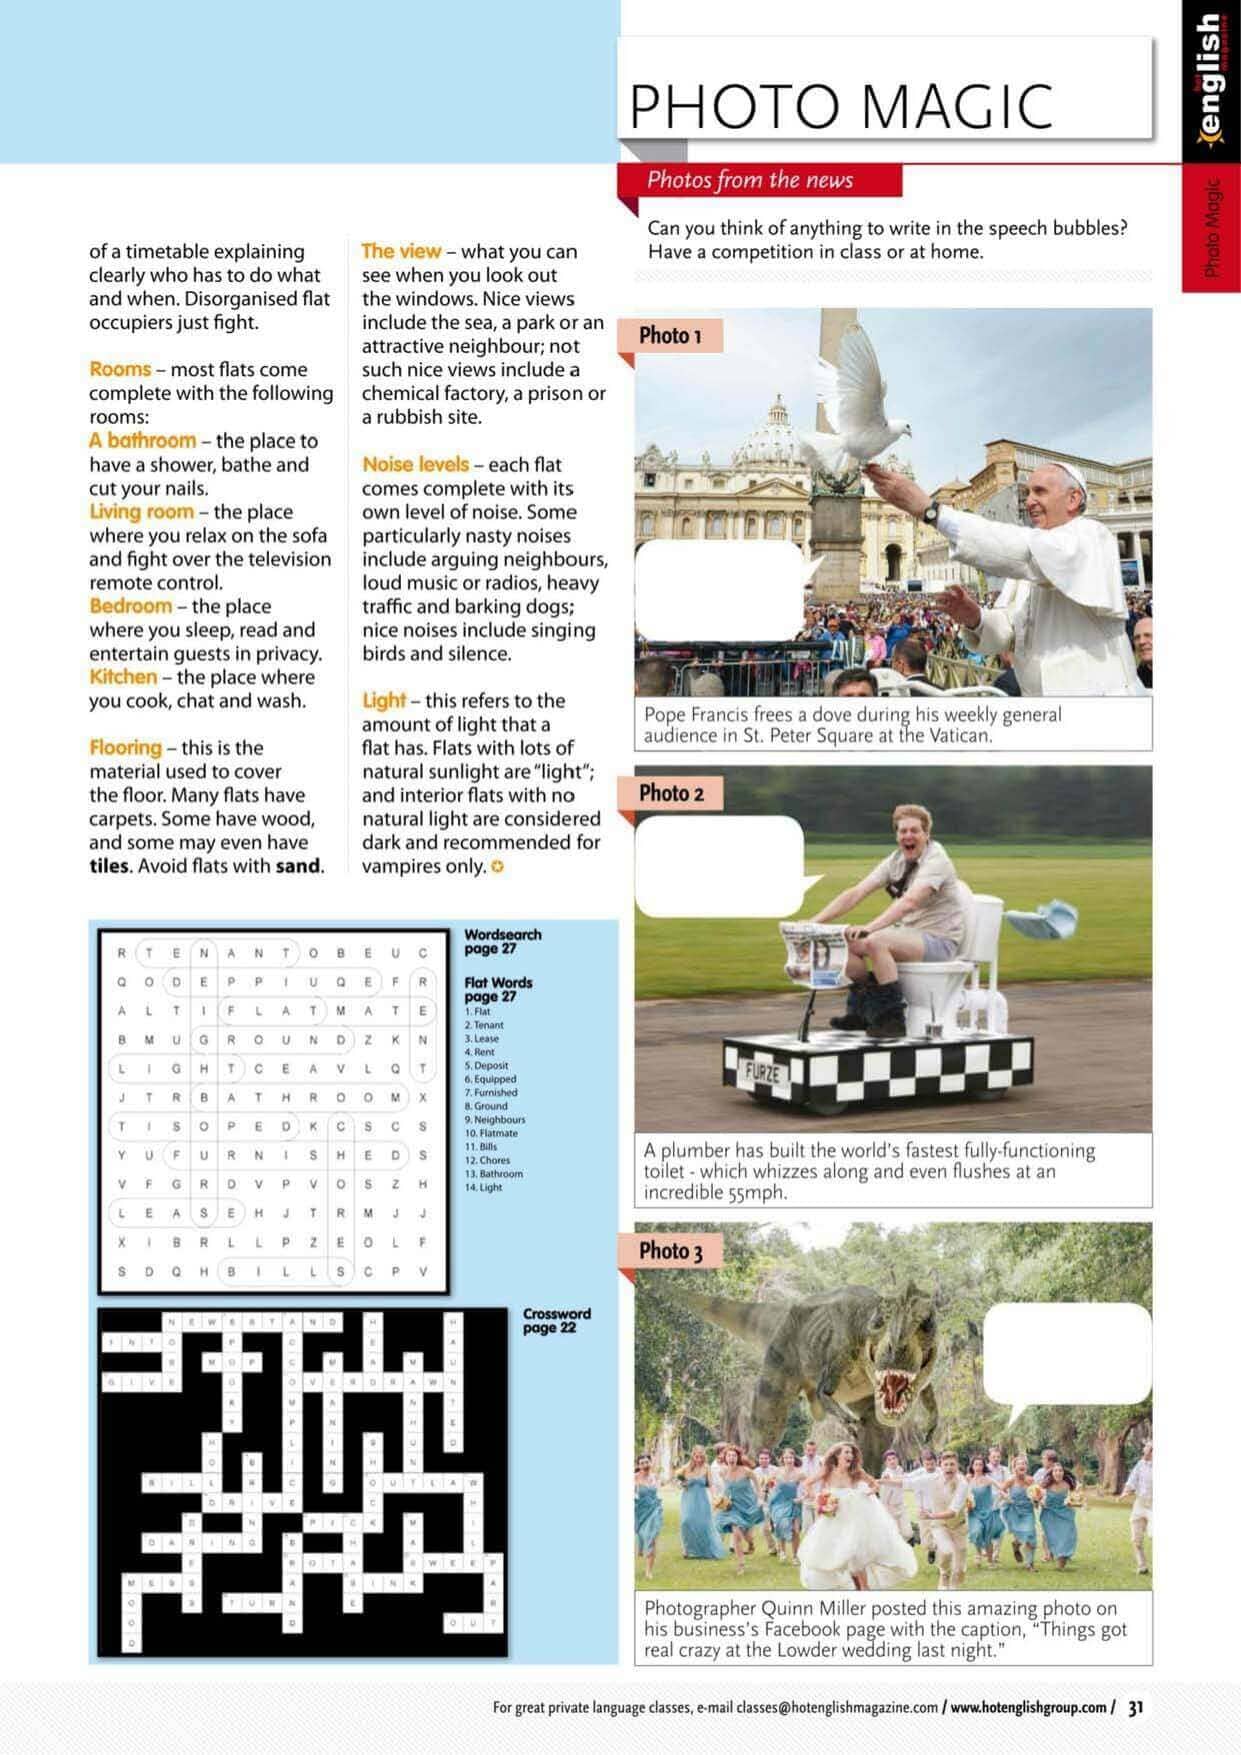 PHOTO MAGIC
hot english magazine
Photo Magic
Photos from the news
Can you think of anything to write in the speech bubbles?
Have a competition in class or at home.
of a timetable explaining
clearly who has to do what
and when. Disorganised flat
occupiers just fight.
Rooms – most flats come
complete with the following
rooms:
A bathroom – the place to
have a shower, bathe and
cut your nails.
Living room – the place
where you relax on the sofa
and fight over the television
remote control.
Bedroom – the place
where you sleep, read and
entertain guests in privacy.
Kitchen – the place where
you cook, chat and wash.
Flooring – this is the
material used to cover
the floor. Many flats have
carpets. Some have wood,
and some may even have
tiles. Avoid flats with sand.
The view – what you can
see when you look out
the windows. Nice views
include the sea, a park or an
attractive neighbour; not
such nice views include a
chemical factory, a prison or
a rubbish site.
Noise levels – each flat
comes complete with its
own level of noise. Some
particularly nasty noises
include arguing neighbours,
loud music or radios, heavy
traffic and barking dogs;
nice noises include singing
birds and silence.
Light – this refers to the
amount of light that a
flat has. Flats with lots of
natural sunlight are "light";
and interior flats with no
natural light are considered
dark and recommended for
vampires only.
R T E N A N T O B E U C
Q O D E P P I U Q E F R
A L T I F L A T M A T E
B M U G R O U N D Z K N
L I G H T C E A V L Q T
J T R B A T H R O O M X
T I S O P E D K C S C S
Y U F U R N I S H E D S
V F G R D V P V O S Z H
L E A S E H J T R M J J
X I B R L L P Z E O L F
S D Q H B I L L S C P V
Wordsearch
page 27
Flat Words
page 27
1. Flat
2. Tenant
3. Lease
4. Rent
5. Deposit
6. Equipped
7. Furnished
8. Ground
9. Neighbours
10. Flatmate
11. Bills
12. Chores
13. Bathroom
14. Light
Crossword
page 22
I N T O
M O P
G I V E O V E R D R A W N
B I L L O U T L A W
D R I V E
P I C K
D A R I N G
S W E E P
M E S S
T U R N
O U T
Photo 1
Pope Francis frees a dove during his weekly general
audience in St. Peter Square at the Vatican.
Photo 2
FURZE
A plumber has built the world's fastest fully-functioning
toilet - which whizzes along and even flushes at an
incredible 55mph.
Photo 3
Photographer Quinn Miller posted this amazing photo on
his business's Facebook page with the caption, "Things got
real crazy at the Lowder wedding last night."
For great private language classes, e-mail classes@hotenglishmagazine.com / www.hotenglishgroup.com / 31